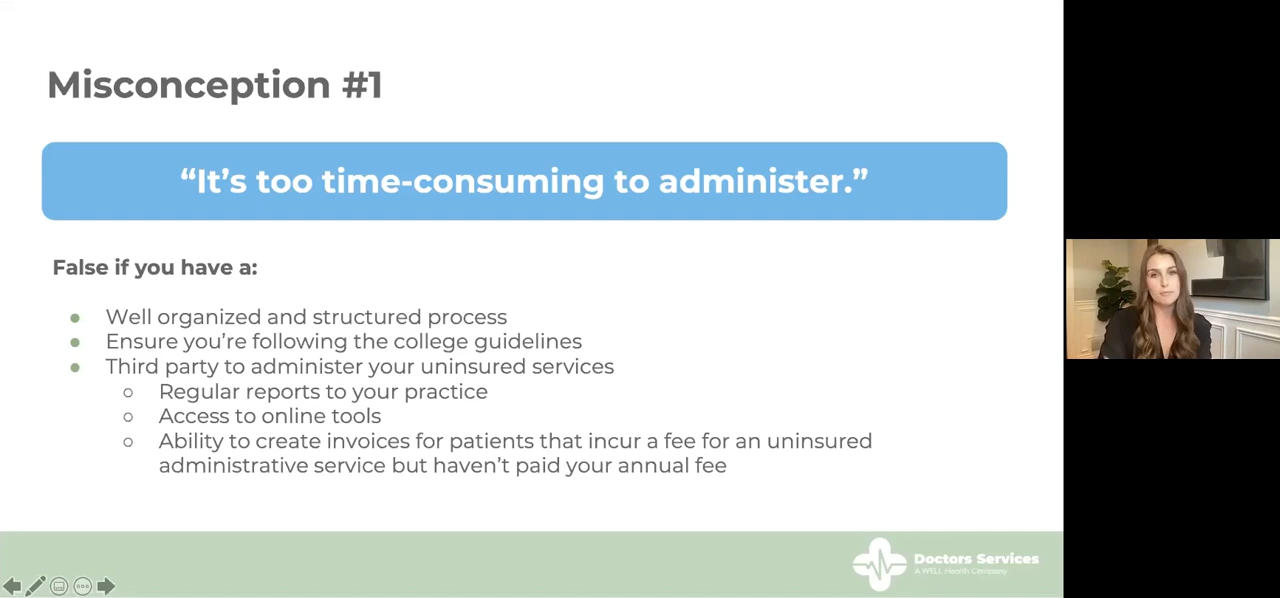 Misconception #1
“It’s too time-consuming to administer.”
False if you have a:
● Well organized and structured process
● Ensure you’re following the college guidelines
● Third party to administer your uninsured services
○ Regular reports to your practice
○ Access to online tools
○ Ability to create invoices for patients that incur a fee for an uninsured
administrative service but haven’t paid your annual fee
Doctors Services
A WELL Health Company